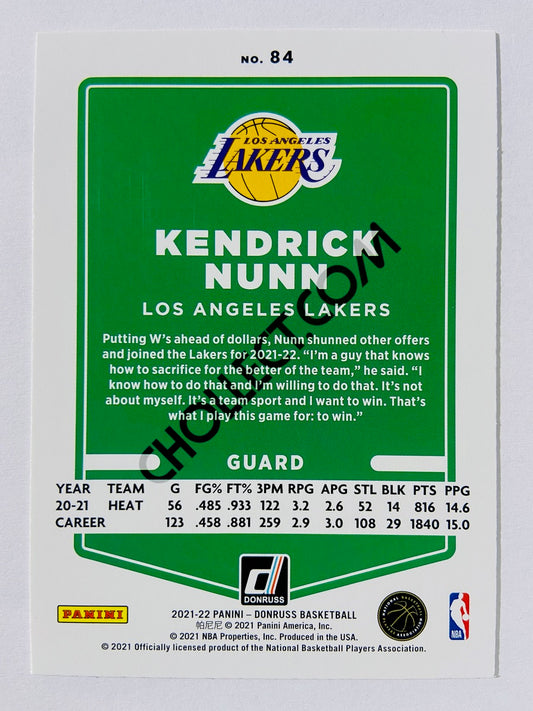 NO. 84
LOS ANGELES
LAKERS
KENDRICK
NUNN
LOS ANGELES LAKERS
Putting W's ahead of dollars, Nunn shunned other offers
and joined the Lakers for 2021-22. “I'm a guy that knows
how to sacrifice for the better of the team,” he said. “I
know how to do that and I'm willing to do that. It's not
about myself. It's a team sport and I want to win. That's
what I play this game for: to win.”
CHOLLECT.COM
GUARD
YEAR TEAM G FG% FT% 3PM RPG APG STL BLK PTS PPG
20-21 HEAT 56 .485 .933 122 3.2 2.6 52 14 816 14.6
CAREER 123 .458 .881 259 2.9 3.0 108 29 1840 15.0
DONRUSS
PANINI
2021-22 PANINI – DONRUSS BASKETBALL
帕尼尼 © 2021 Panini America, Inc.
© 2021 NBA Properties, Inc. Produced in the USA.
© 2021 Officially licensed product of the National Basketball Players Association.
NATIONAL BASKETBALL
PLAYERS ASSOCIATION
NBA